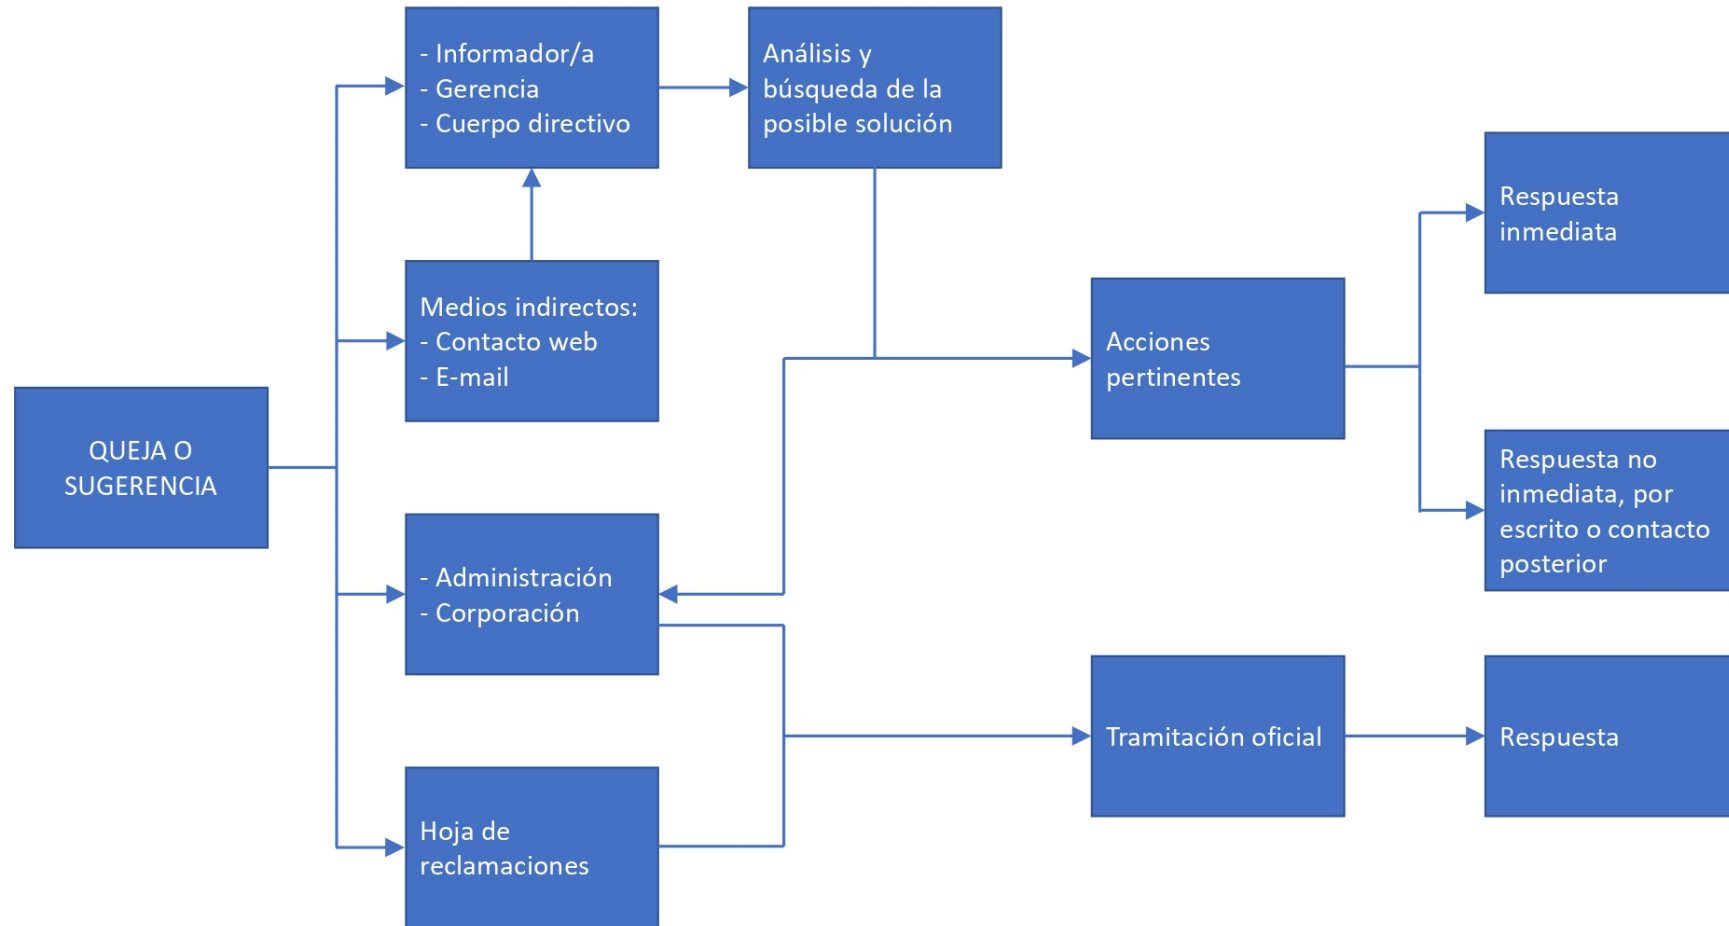 - Informador/a
- Gerencia
- Cuerpo directivo
Análisis y
búsqueda de la
posible solución
Respuesta
inmediata
Medios indirectos:
- Contacto web
- E-mail
Acciones
pertinentes
QUEJA O
SUGERENCIA
Respuesta no
inmediata, por
escrito o contacto
posterior
- Administración
- Corporación
Tramitación oficial
Respuesta
Hoja de
reclamaciones